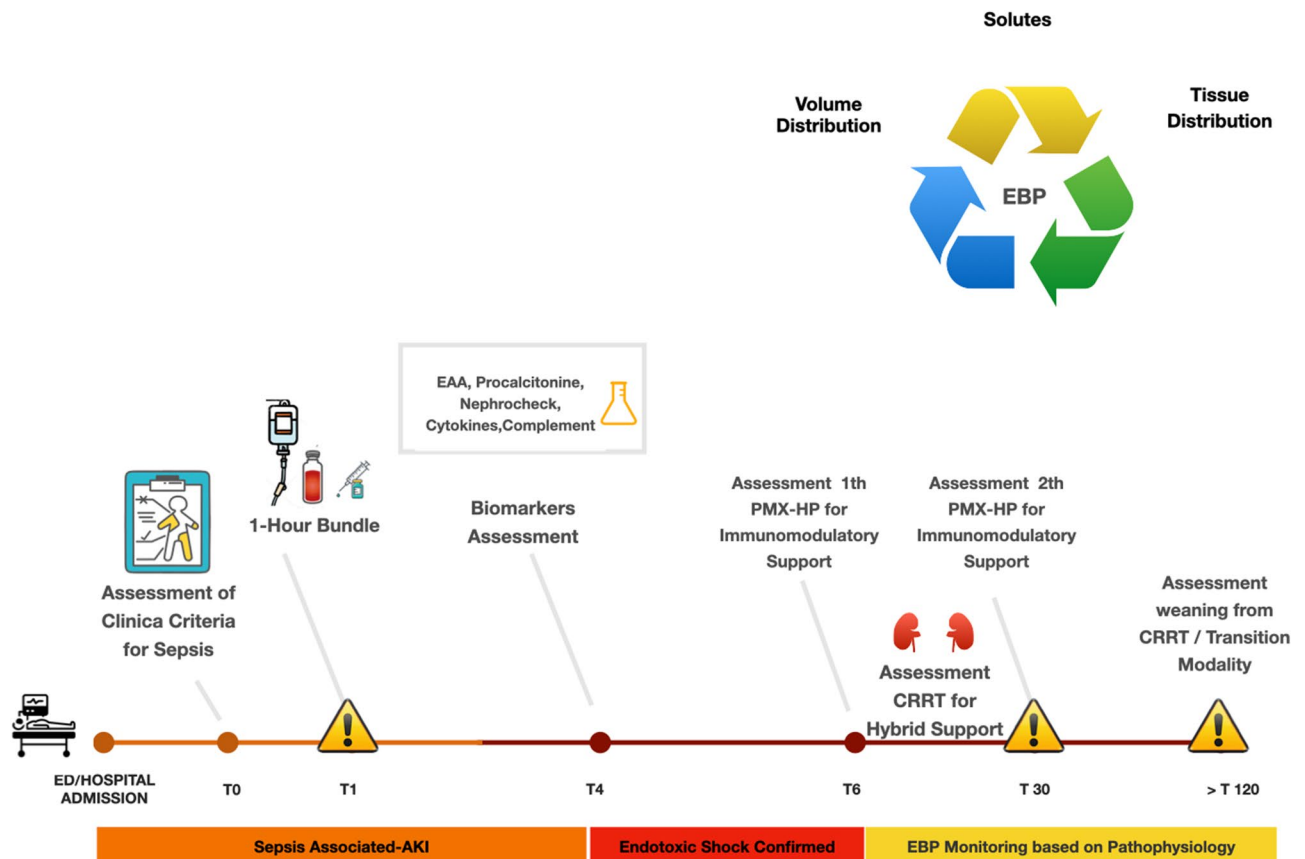 Solutes
Volume
Distribution
Tissue
Distribution
EBP
EAA, Procalcitonine,
Nephrocheck,
Cytokines,Complement
1-Hour Bundle
Biomarkers
Assessment
Assessment 1th
PMX-HP for
Immunomodulatory
Support
Assessment 2th
PMX-HP for
Immunomodulatory
Support
Assessment of
Clinica Criteria
for Sepsis
Assessment
CRRT for
Hybrid Support
Assessment
weaning from
CRRT / Transition
Modality
ED/HOSPITAL
ADMISSION
T0
T1
T4
T6
T 30
> T 120
Sepsis Associated-AKI
Endotoxic Shock Confirmed
EBP Monitoring based on Pathophysiology